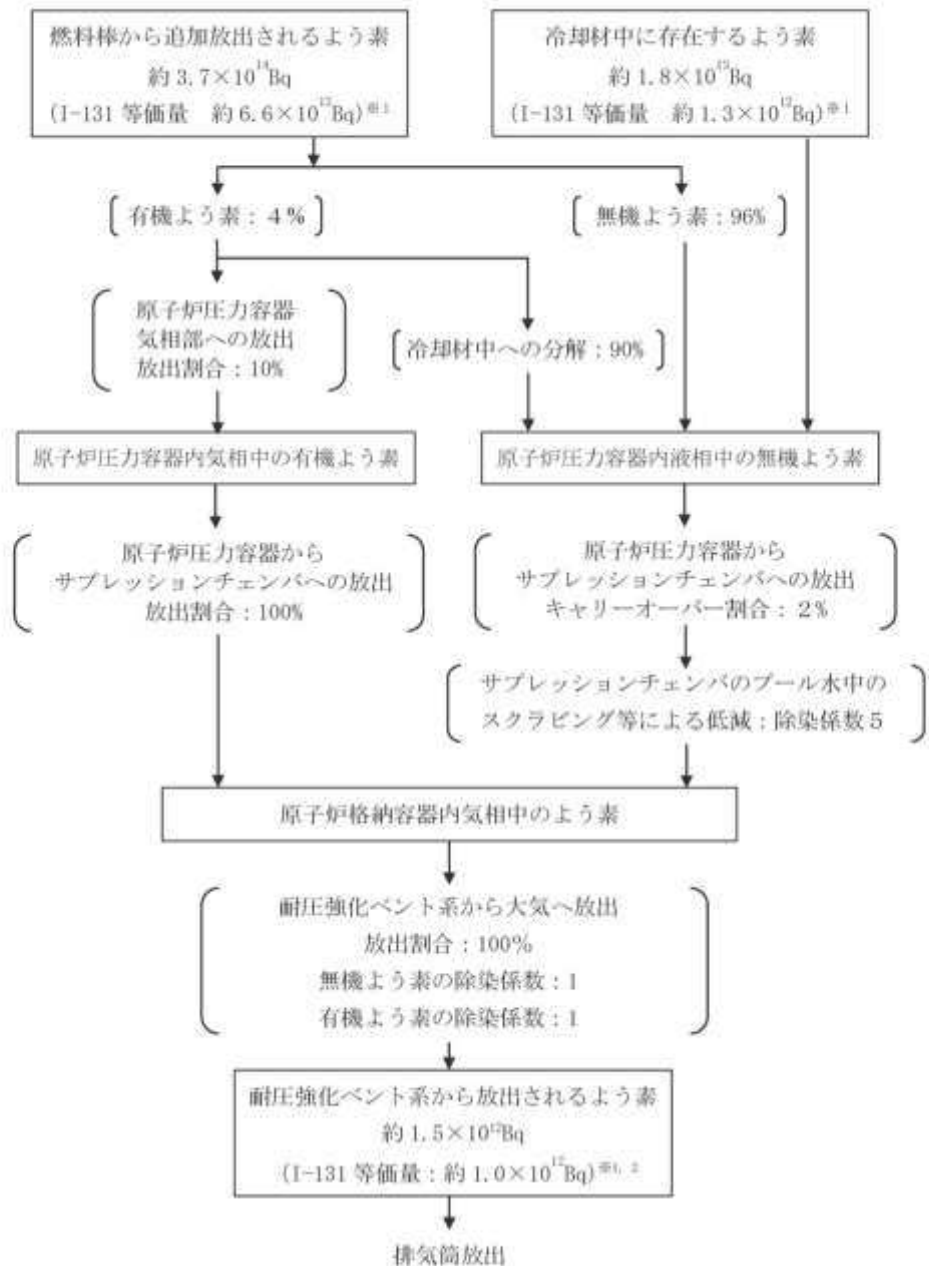 燃料棒から追加放出されるよう素
約3.7×10¹⁴Bq
(I-131 等価量 約6.6×10¹³Bq)※1
冷却材中に存在するよう素
約1.8×10¹³Bq
(I-131 等価量 約1.3×10¹²Bq)※1
有機よう素:4%
無機よう素:96%
原子炉圧力容器
気相部への放出
放出割合:10%
冷却材中への分解:90%
原子炉圧力容器内気相中の有機よう素
原子炉圧力容器内液相中の無機よう素
原子炉圧力容器から
サプレッションチェンバへの放出
放出割合:100%
原子炉圧力容器から
サプレッションチェンバへの放出
キャリーオーバー割合:2%
サプレッションチェンバのプール水中の
スクラビング等による低減:除染係数5
原子炉格納容器内気相中のよう素
耐圧強化ベント系から大気へ放出
放出割合:100%
無機よう素の除染係数:1
有機よう素の除染係数:1
耐圧強化ベント系から放出されるよう素
約1.5×10¹²Bq
(I-131 等価量:約1.0×10¹²Bq)※1, 2
排気筒放出